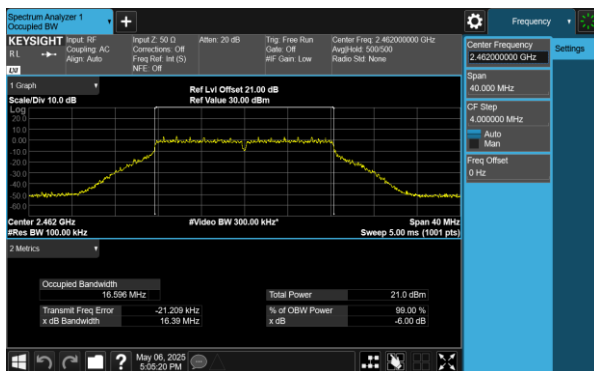 Spectrum Analyzer 1
Occupied BW
Frequency
KEYSIGHT
RL
Input: RF
Coupling: AC
Align: Auto
Input Z: 50 Ω
Corrections: Off
Freq Ref: Int (S)
NFE: Off
Atten: 20 dB
Trig: Free Run
Gate: Off
#IF Gain: Low
Center Freq: 2.462000000 GHz
Avg|Hold: 500/500
Radio Std: None
LW
Center Frequency
2.462000000 GHz
Settings
Span
40.000 MHz
CF Step
4.000000 MHz
Auto
Man
Freq Offset
0 Hz
1 Graph
Scale/Div 10.0 dB
Ref Lvl Offset 21.00 dB
Ref Value 30.00 dBm
Log
20.0
10.0
0.00
-10.0
-20.0
-30.0
-40.0
-50.0
-60.0
Center 2.462 GHz
#Video BW 300.00 kHz*
Span 40 MHz
#Res BW 100.00 kHz
Sweep 5.00 ms (1001 pts)
2 Metrics
Occupied Bandwidth
16.596 MHz
Total Power 21.0 dBm
Transmit Freq Error -21.209 kHz
% of OBW Power 99.00 %
x dB Bandwidth 16.39 MHz
x dB -6.00 dB
May 06, 2025
5:05:20 PM